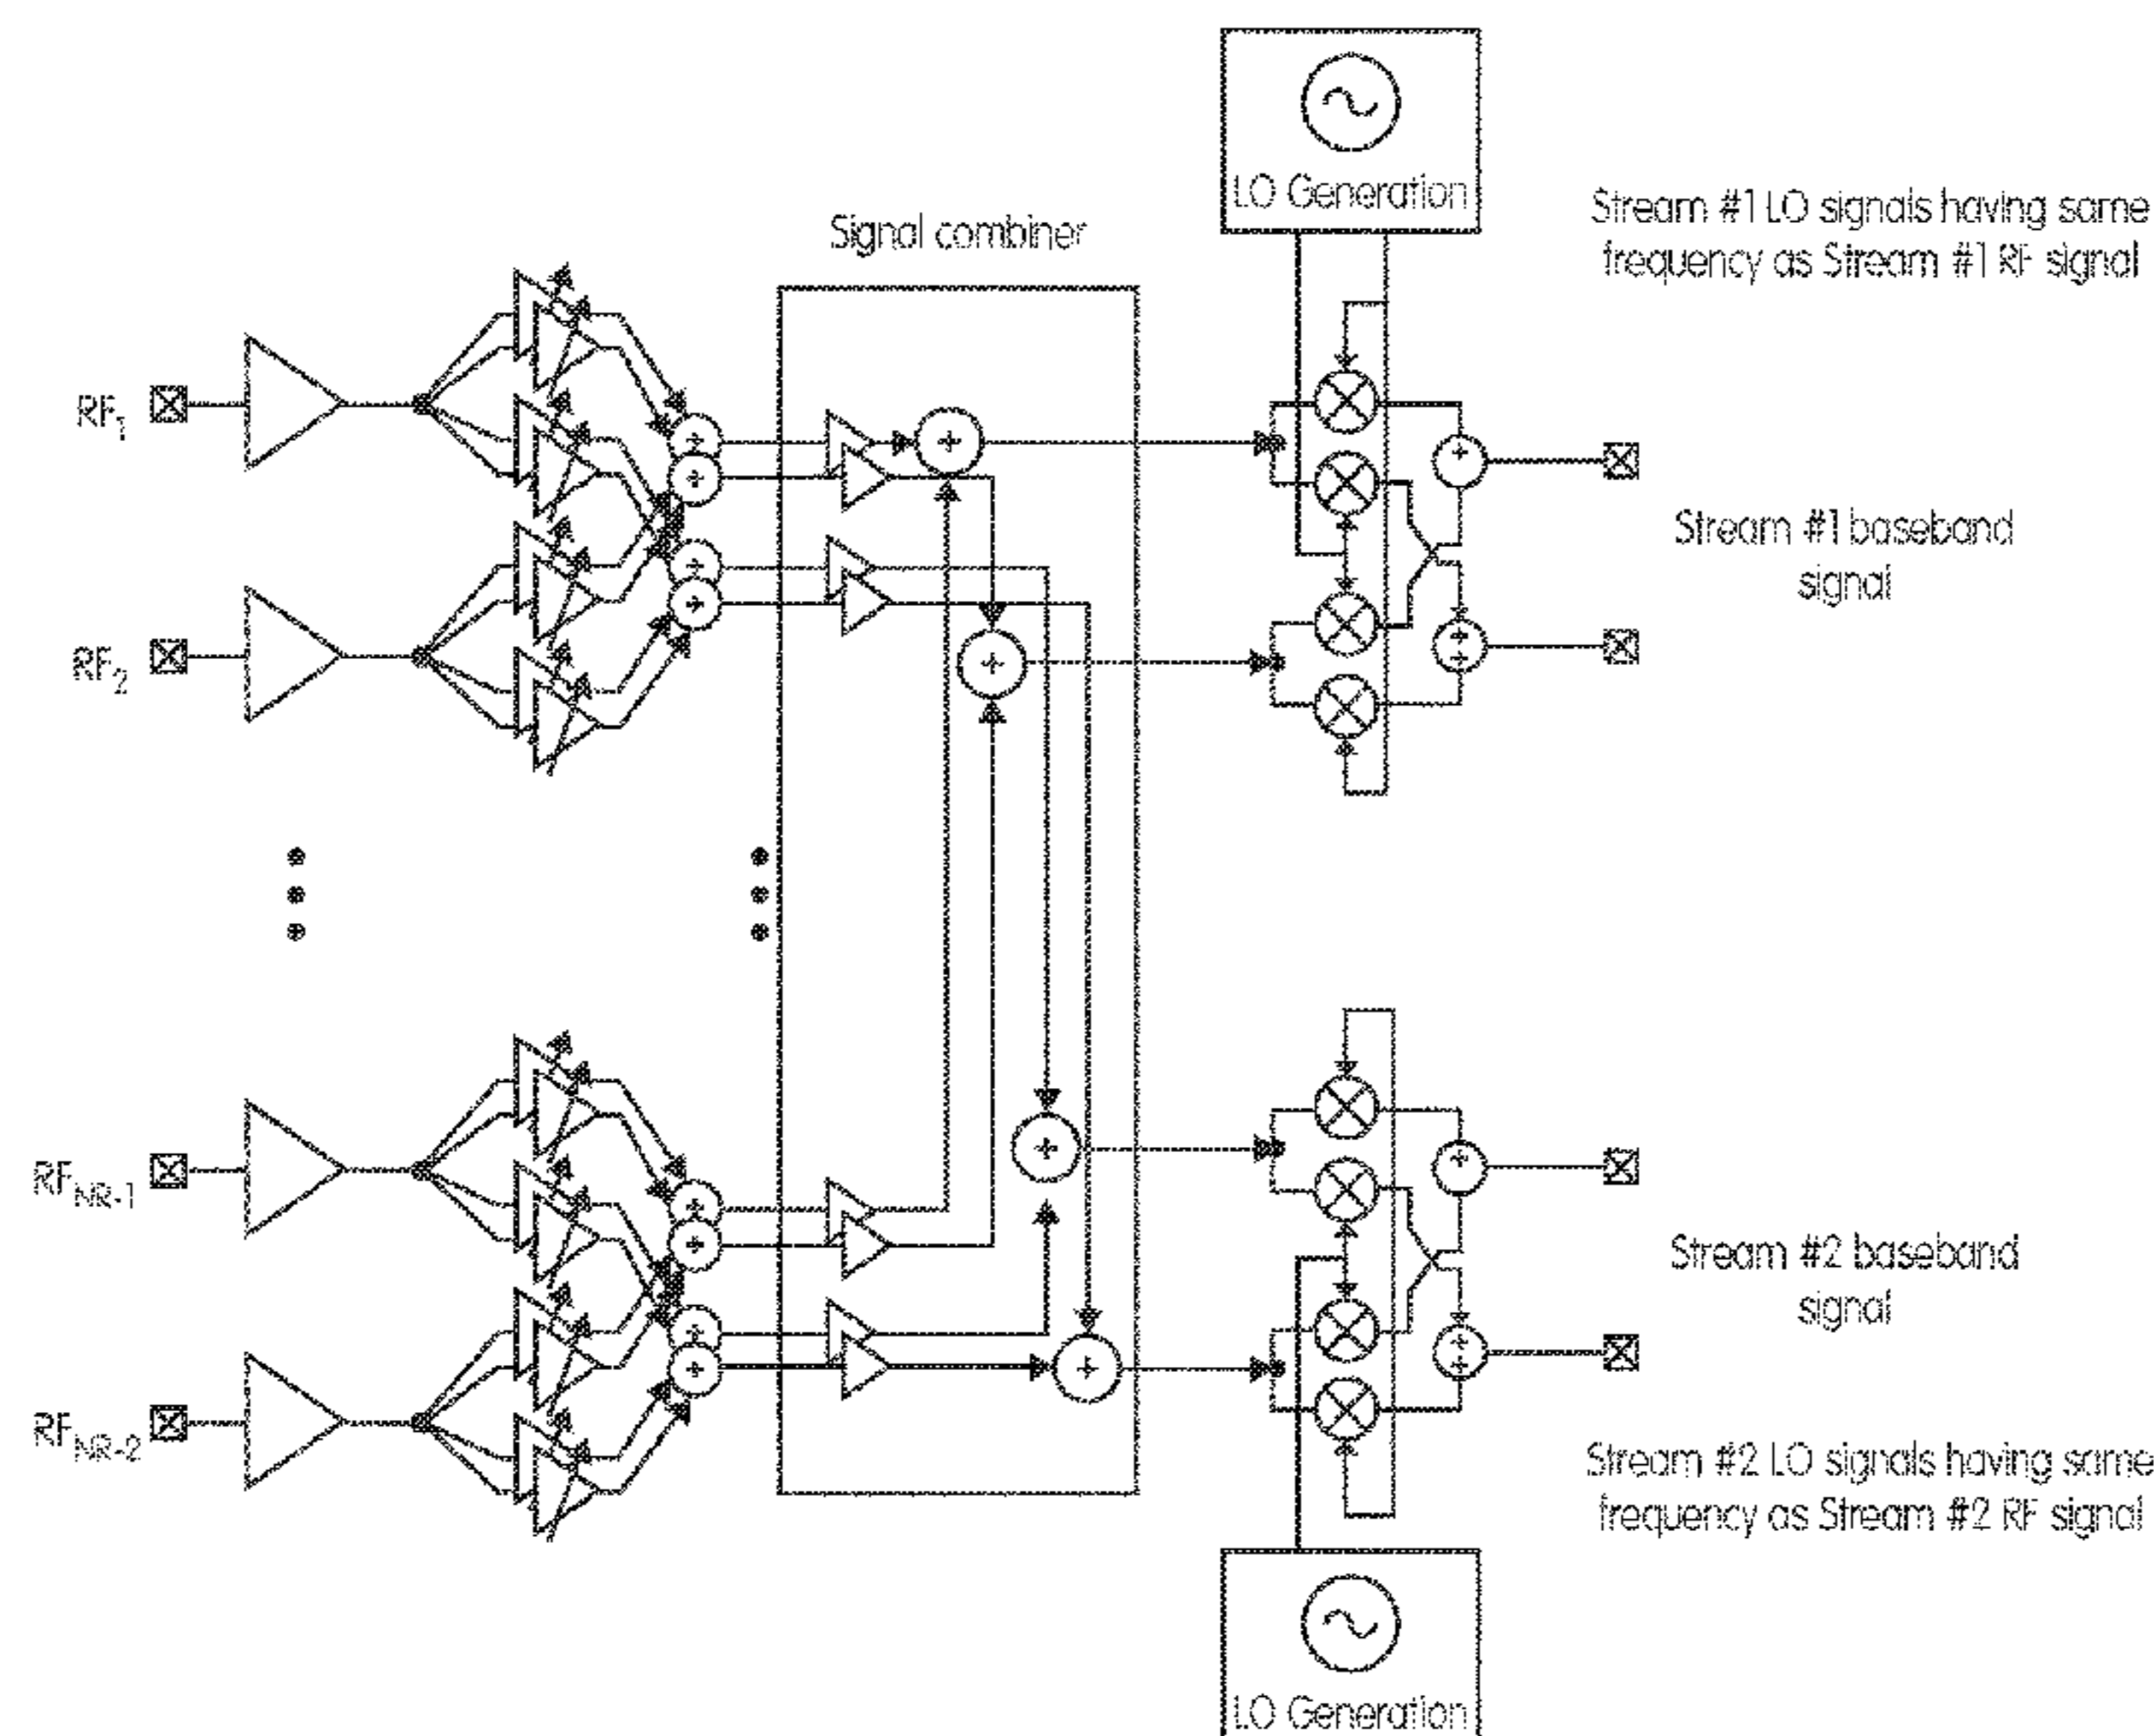 LO Generation
Stream #1 LO signals having same
frequency as Stream #1 RF signal
Signal combiner
RF1
Stream #1 baseband
signal
RF2
RFNR-1
Stream #2 baseband
signal
RFNR-2
Stream #2 LO signals having same
frequency as Stream #2 RF signal
LO Generation